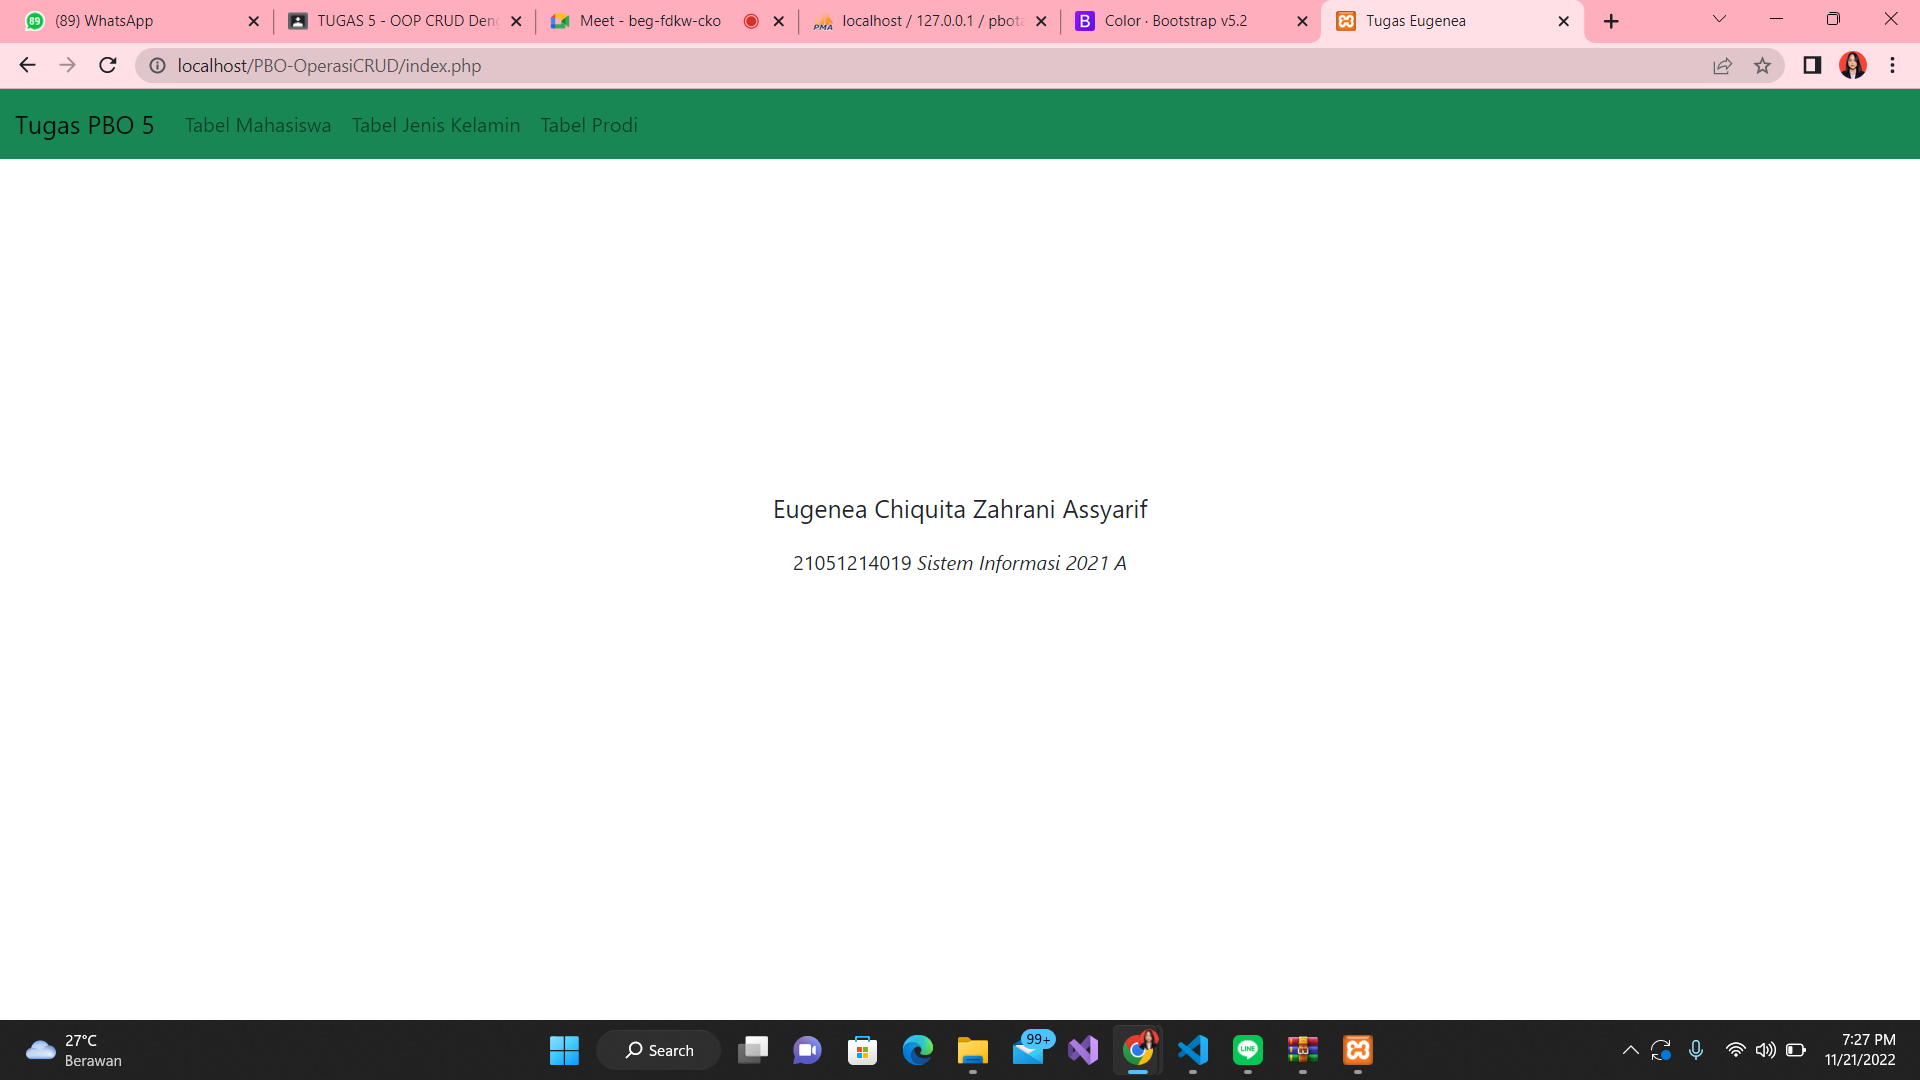 (89) WhatsApp
TUGAS 5 - OOP CRUD Deng
Meet - beg-fdkw-cko
localhost / 127.0.0.1 / pbota
Color · Bootstrap v5.2
Tugas Eugenea
localhost/PBO-OperasiCRUD/index.php
Tugas PBO 5 Tabel Mahasiswa Tabel Jenis Kelamin Tabel Prodi
Eugenea Chiquita Zahrani Assyarif
21051214019 Sistem Informasi 2021 A
27°C
Berawan
Search
99+
7:27 PM
11/21/2022